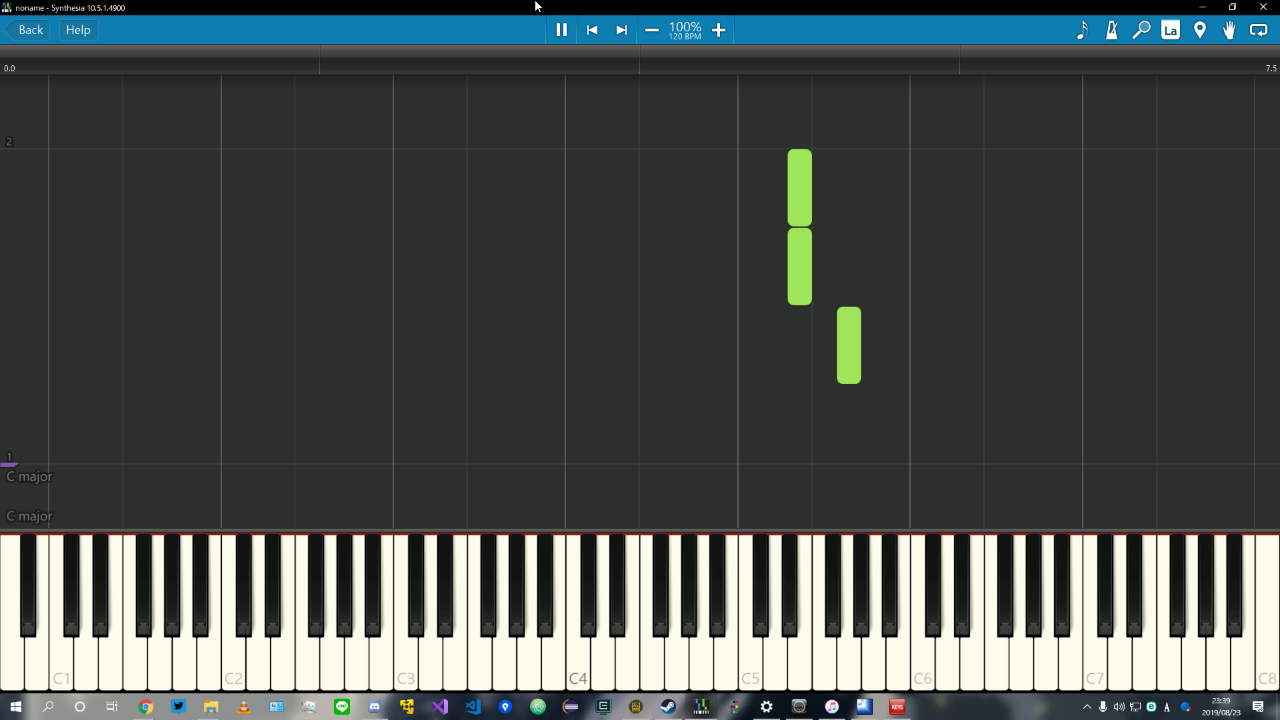 noname - Synthesia 10.5.1.4900
Back
Help
100%
120 BPM
La
0.0
7.5
2
1
C major
C major
C1
C2
C3
C4
C5
C6
C7
C8
KEYS
A
23:39
2019/08/23